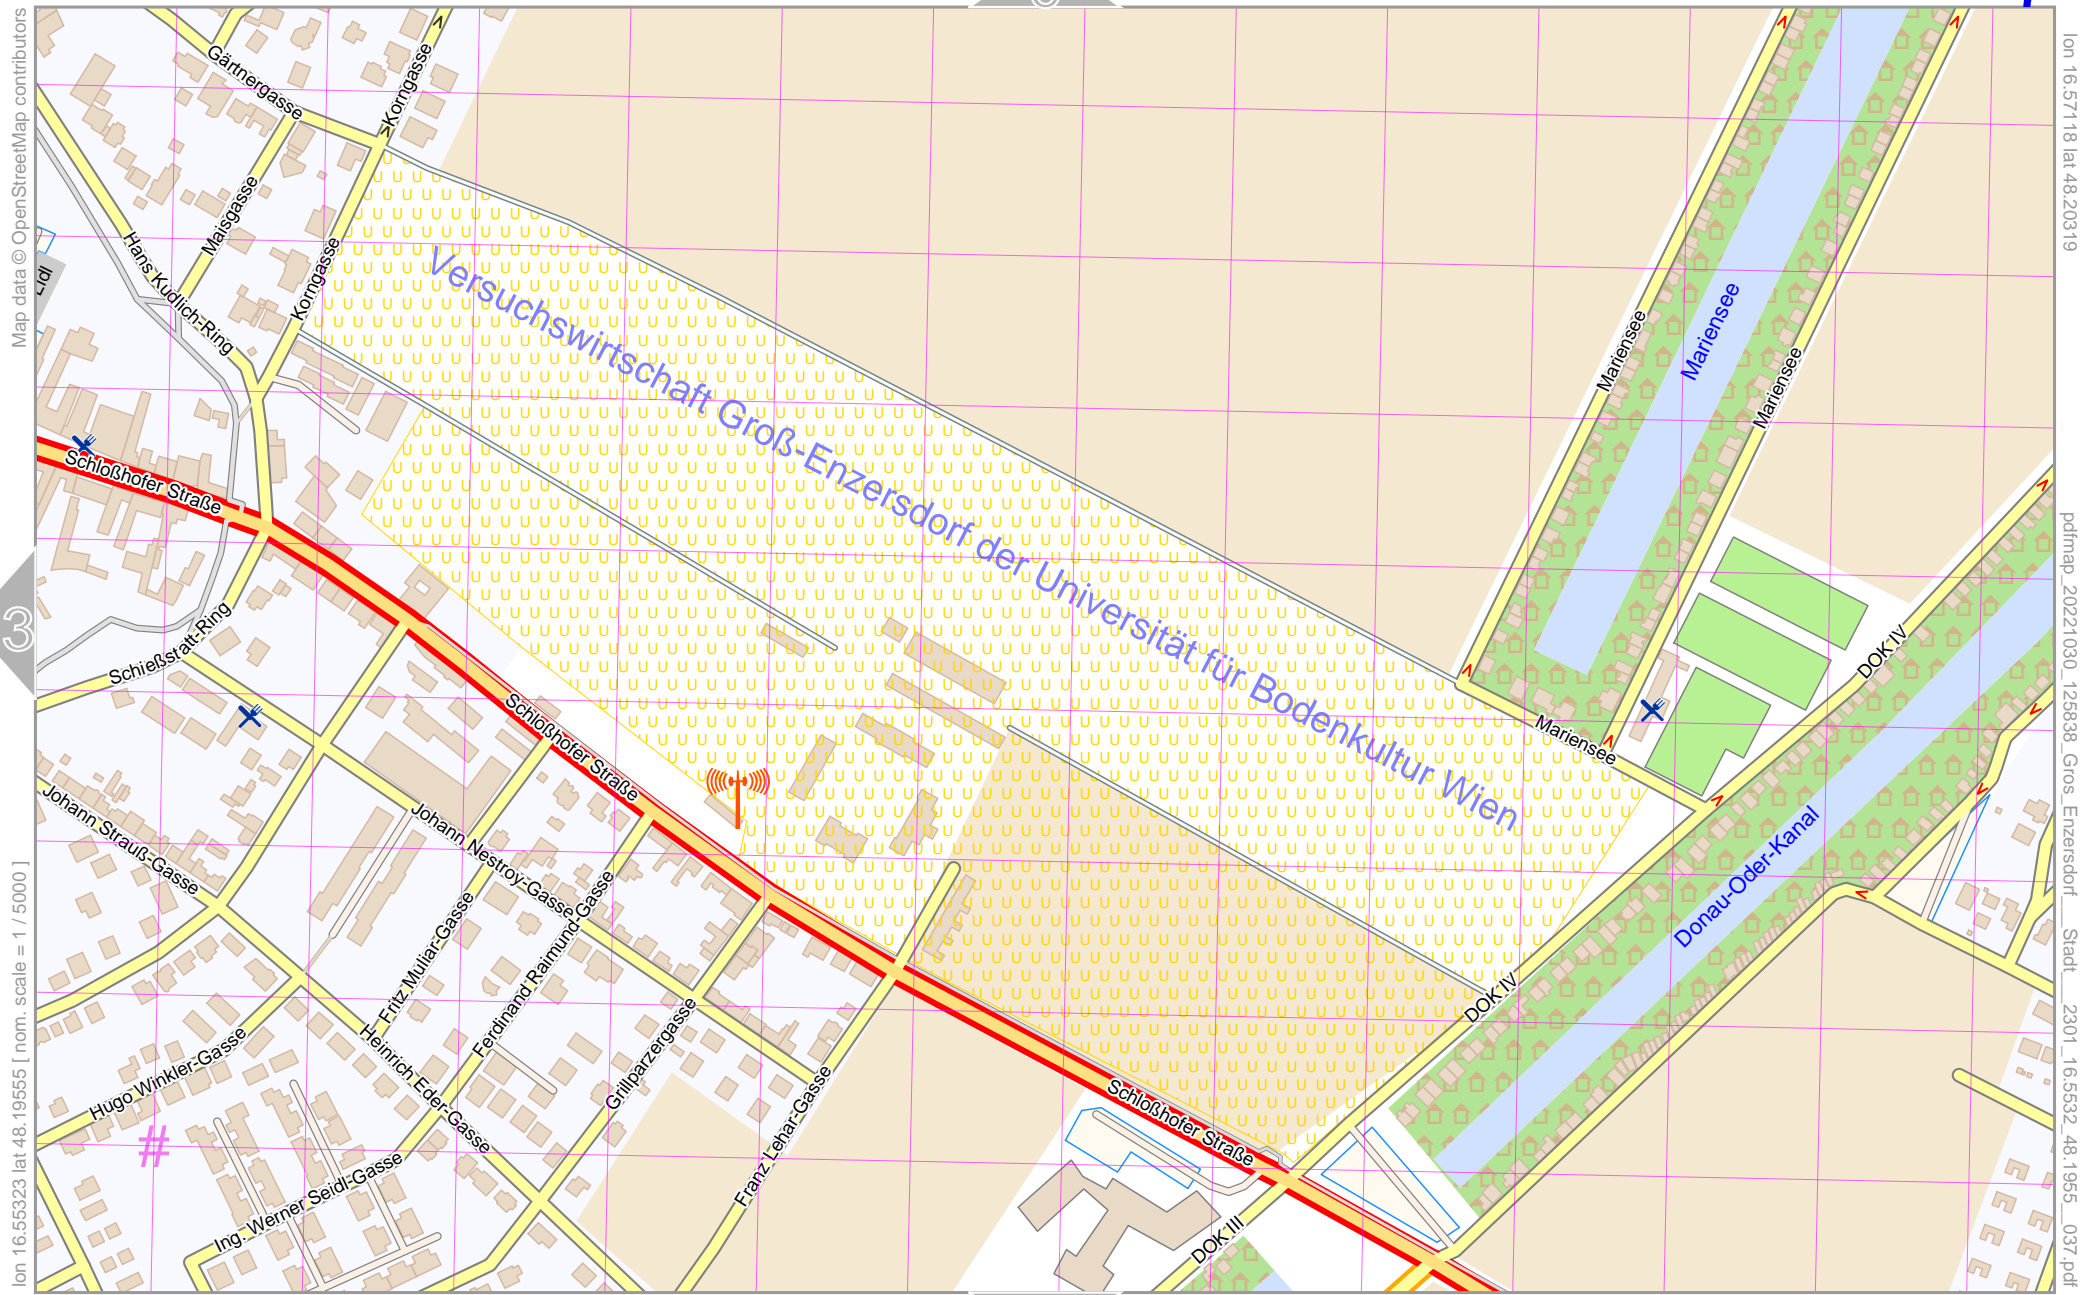 Map data © OpenStreetMap contributors
lon 16.55323 lat 48.19555 [ nom. scale = 1 / 5000 ]
lon 16.57118 lat 48.20319
pdfmap_20221030_125838_Gros_Enzersdorf___Stadt___2301_16.5532_48.1955__037.pdf
3
Gärtnergasse
Korngasse
Maisgasse
Hans Kudlich-Ring
Korngasse
Lidl
Schloßhofer Straße
Schießstatt-Ring
Versuchswirtschaft Groß-Enzersdorf der Universität für Bodenkultur Wien
Mariensee
Mariensee
Mariensee
Mariensee
DOK IV
Donau-Oder-Kanal
DOK IV
Schloßhofer Straße
Johann Strauß-Gasse
Johann Nestroy-Gasse
Fritz Muliar-Gasse
Ferdinand Raimund-Gasse
Grillparzergasse
Heinrich Eder-Gasse
Hugo Winkler-Gasse
#
Ing. Werner Seidl-Gasse
Franz Lehar-Gasse
Schloßhofer Straße
DOK III